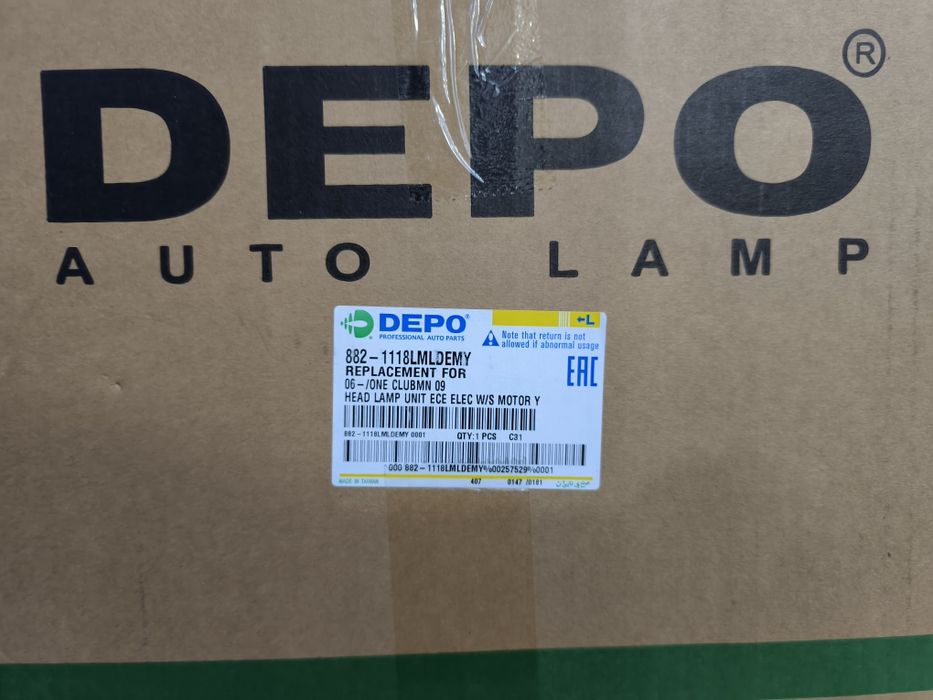 DEPO®
AUTO LAMP
DEPO®
PROFESSIONAL AUTO PARTS
←L
Note that return is not
allowed if abnormal usage
882-1118LMLDEMY
REPLACEMENT FOR
06-/ONE CLUBMN 09
HEAD LAMP UNIT ECE ELEC W/S MOTOR Y
EAC
882-1118LMLDEMY 0001 QTY:1 PCS C31
000 882-1118LMLDEMY%00257529%0001
MADE IN TAIWAN 407 0147 /0181